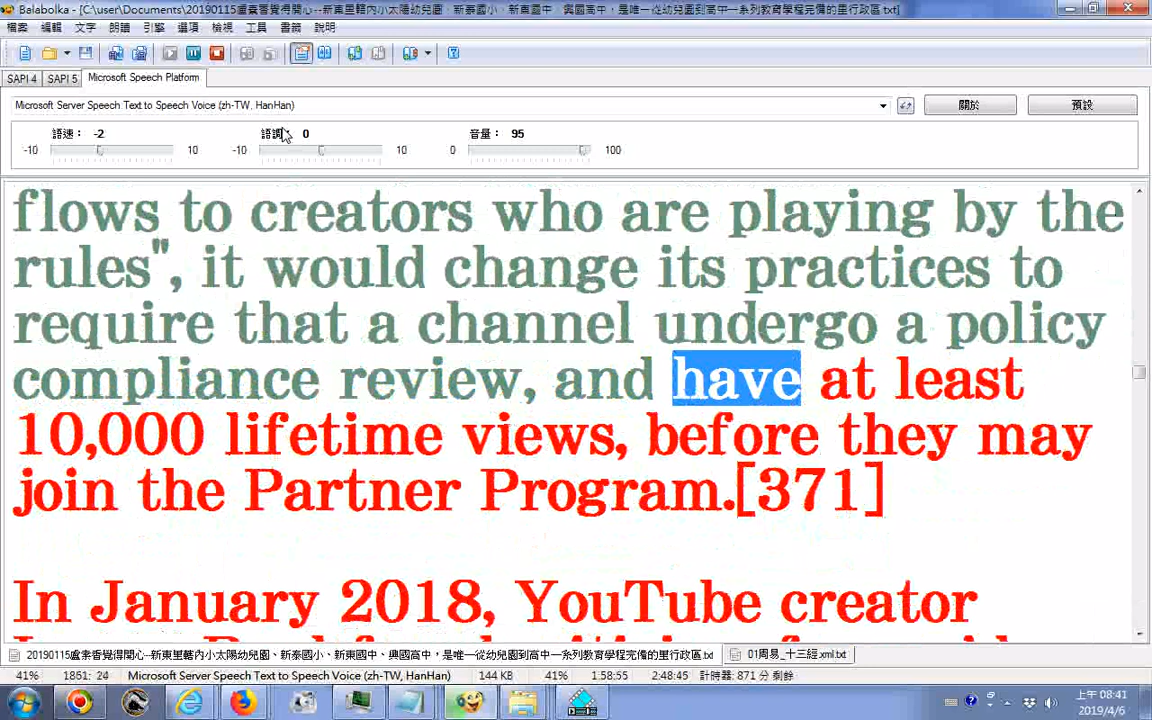 Balabolka - [C:\user\Documents\20190115盧素香覺得開心--新東里轄內小太陽幼兒園、新泰國小、新東國中、興國高中，是唯一從幼兒園到高中一系列教育學程完備的里行政區.txt]
檔案 編輯 文字 朗讀 引擎 選項 檢視 工具 書籤 說明
SAPI 4 SAPI 5 Microsoft Speech Platform
Microsoft Server Speech Text to Speech Voice (zh-TW, HanHan) 關於 預設
語速： -2 語調： 0 音量： 95
-10 10 -10 10 0 100
flows to creators who are playing by the
rules", it would change its practices to
require that a channel undergo a policy
compliance review, and have at least
10,000 lifetime views, before they may
join the Partner Program.[371]
In January 2018, YouTube creator
20190115盧素香覺得開心--新東里轄內小太陽幼兒園、新泰國小、新東國中、興國高中，是唯一從幼兒園到高中一系列教育學程完備的里行政區.txt 01周易_十三經.xml.txt
41% 1861: 24 Microsoft Server Speech Text to Speech Voice (zh-TW, HanHan) 144 KB 41% 1:58:55 2:48:45 計時器: 871 分 剩餘
上午 08:41
2019/4/6